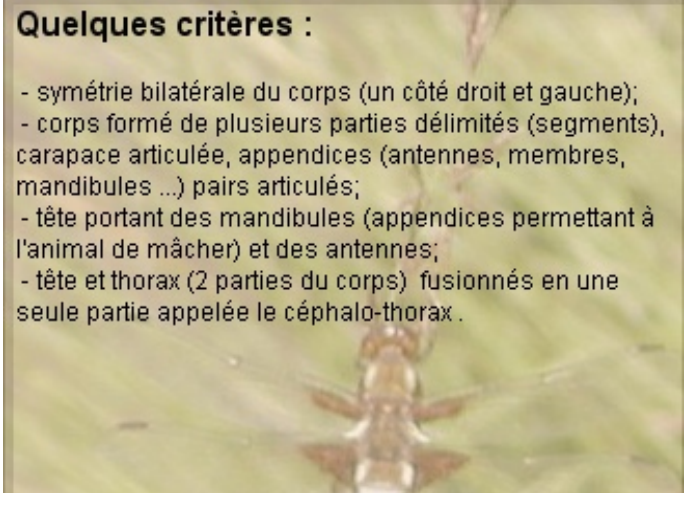 Quelques critères :
- symétrie bilatérale du corps (un côté droit et gauche);
- corps formé de plusieurs parties délimités (segments),
carapace articulée, appendices (antennes, membres,
mandibules ...) pairs articulés;
- tête portant des mandibules (appendices permettant à
l'animal de mâcher) et des antennes;
- tête et thorax (2 parties du corps) fusionnés en une
seule partie appelée le céphalo-thorax .